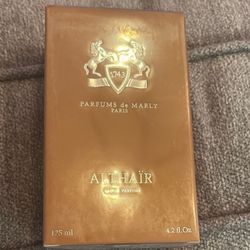 1743
PARFUMS de MARLY
PARIS
ALTHAÏR
EAU DE PARFUM
125 ml
4.2 fl.Oz